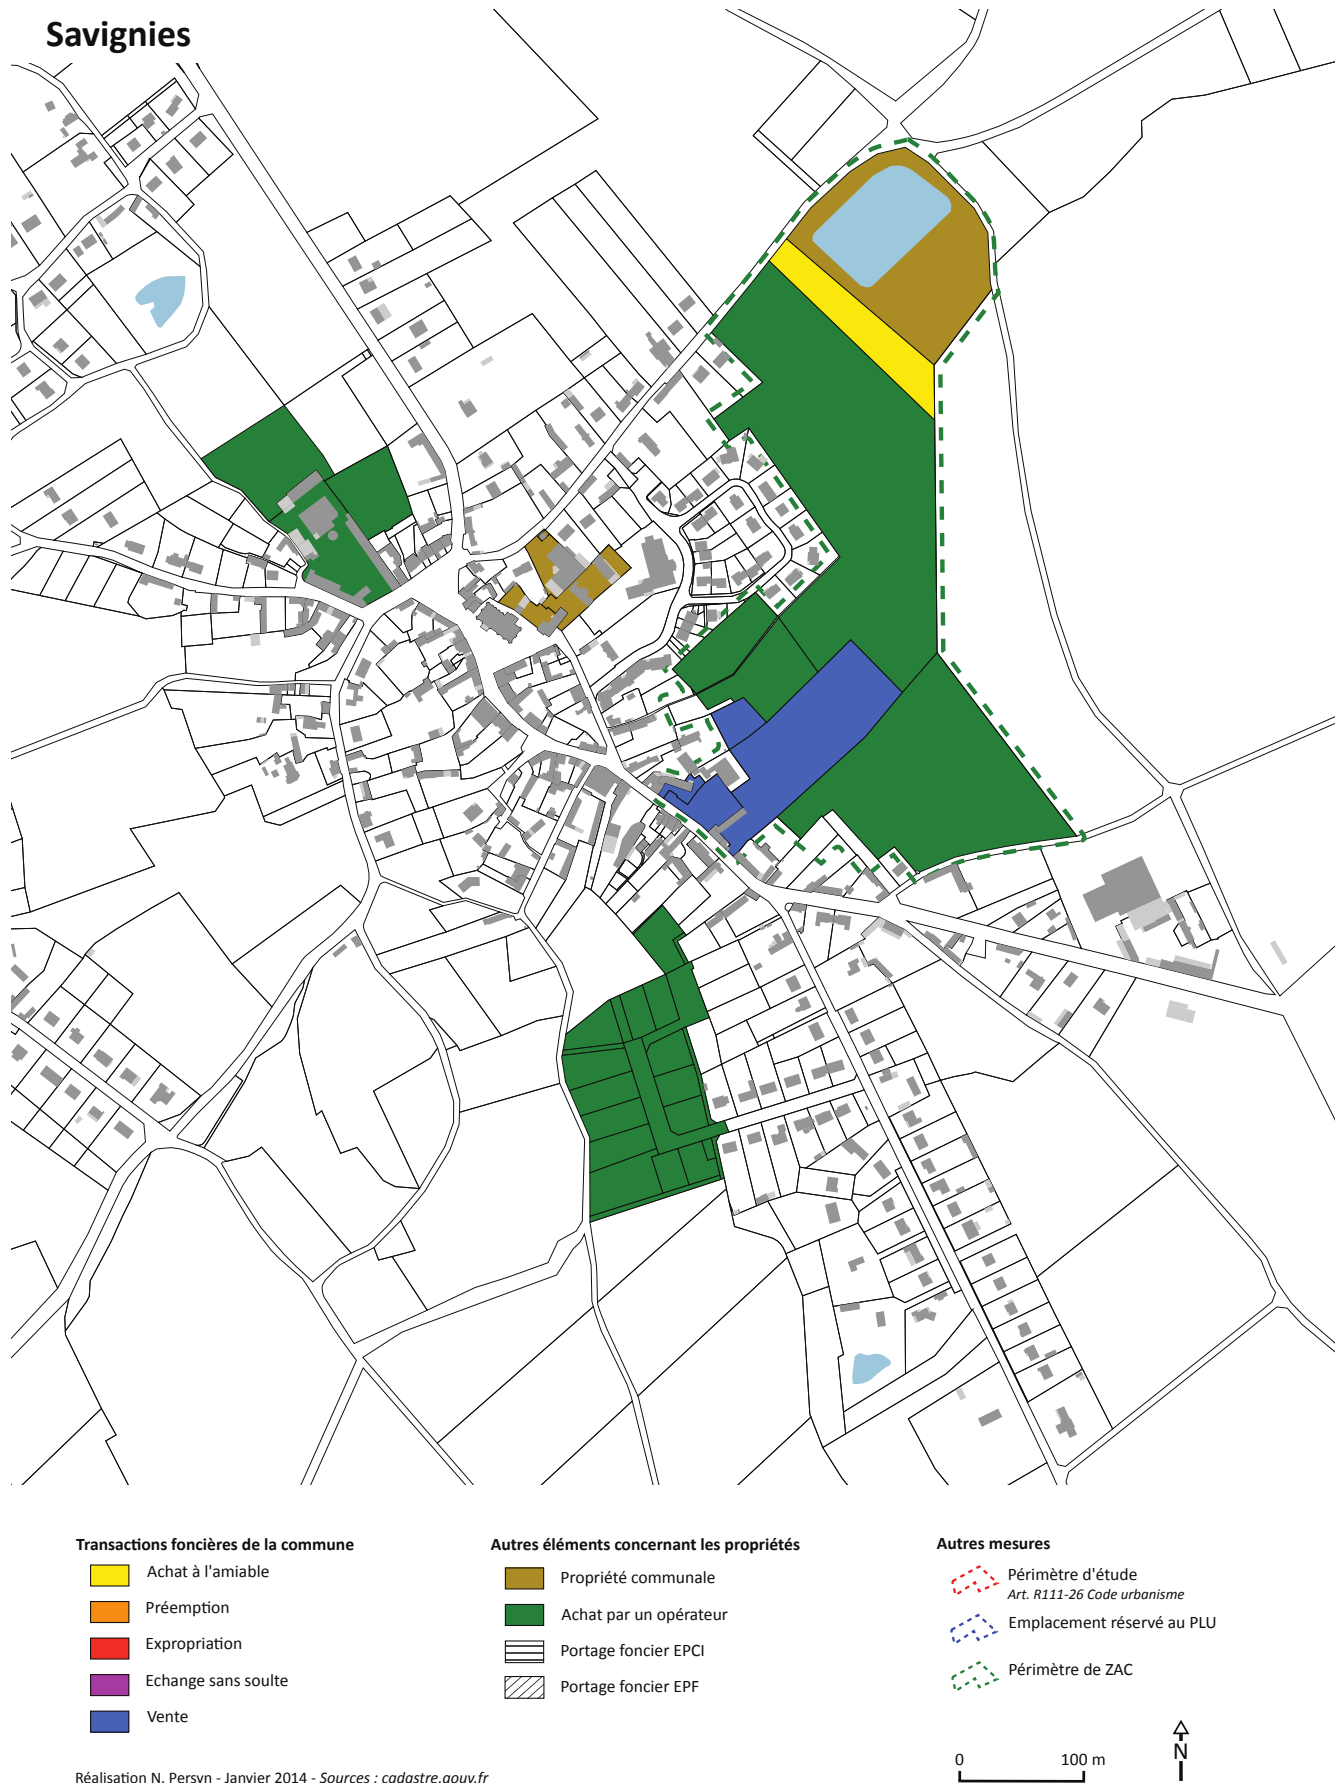 Savignies
Transactions foncières de la commune
Achat à l'amiable
Préemption
Expropriation
Echange sans soulte
Vente
Autres éléments concernant les propriétés
Propriété communale
Achat par un opérateur
Portage foncier EPCI
Portage foncier EPF
Autres mesures
Périmètre d'étude
Art. R111-26 Code urbanisme
Emplacement réservé au PLU
Périmètre de ZAC
0 100 m
N
Réalisation N. Persyn - Janvier 2014 - Sources : cadastre.gouv.fr